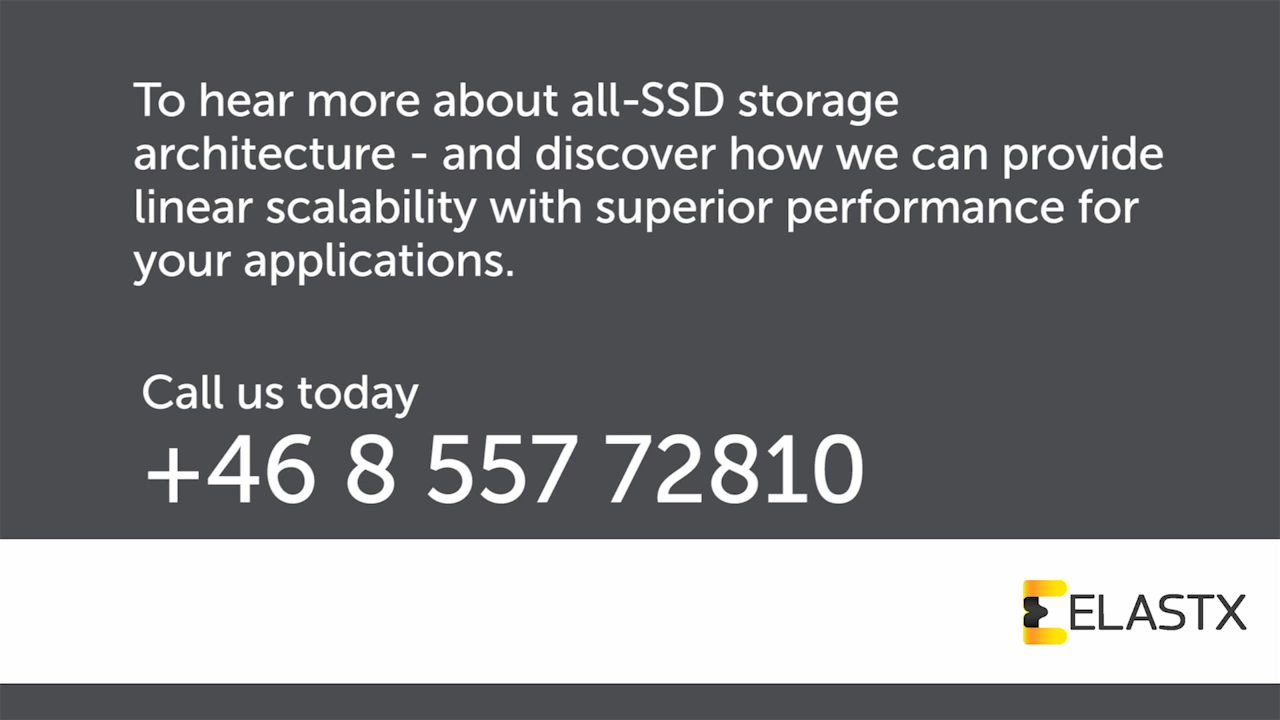 To hear more about all-SSD storage
architecture - and discover how we can provide
linear scalability with superior performance for
your applications.
Call us today
+46 8 557 72810
ELASTX